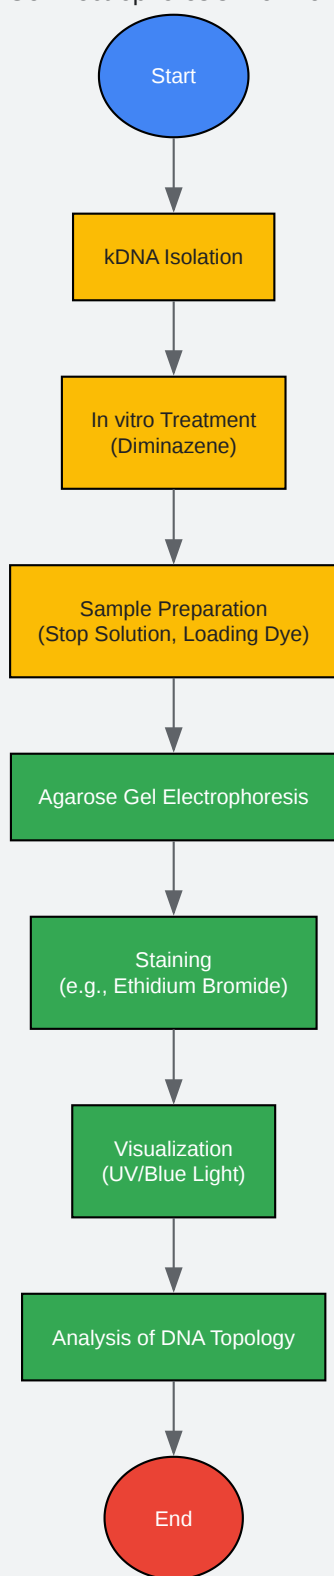 Start
kDNA Isolation
In vitro Treatment
(Diminazene)
Sample Preparation
(Stop Solution, Loading Dye)
Agarose Gel Electrophoresis
Staining
(e.g., Ethidium Bromide)
Visualization
(UV/Blue Light)
Analysis of DNA Topology
End